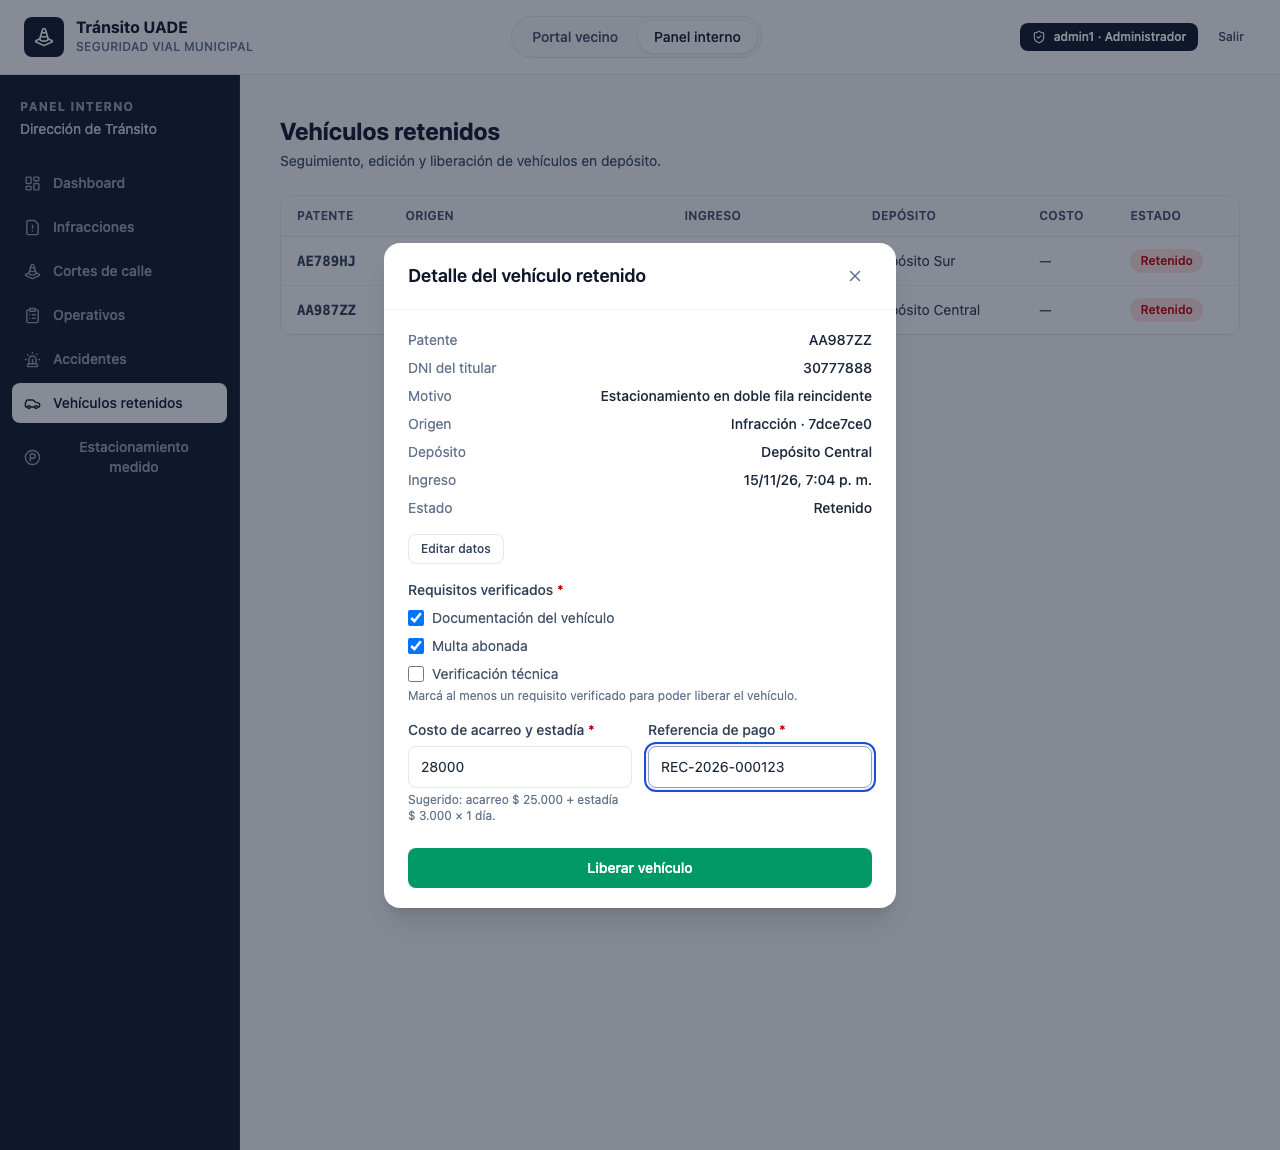 Tránsito UADE
SEGURIDAD VIAL MUNICIPAL
Portal vecino
Panel interno
admin1 · Administrador
Salir
PANEL INTERNO
Dirección de Tránsito
Dashboard
Infracciones
Cortes de calle
Operativos
Accidentes
Vehículos retenidos
Estacionamiento
medido
Vehículos retenidos
Seguimiento, edición y liberación de vehículos en depósito.
PATENTE ORIGEN INGRESO DEPÓSITO COSTO ESTADO
AE789HJ ósito Sur — Retenido
AA987ZZ ósito Central — Retenido
Detalle del vehículo retenido
Patente AA987ZZ
DNI del titular 30777888
Motivo Estacionamiento en doble fila reincidente
Origen Infracción · 7dce7ce0
Depósito Depósito Central
Ingreso 15/11/26, 7:04 p. m.
Estado Retenido
Editar datos
Requisitos verificados *
Documentación del vehículo
Multa abonada
Verificación técnica
Marcá al menos un requisito verificado para poder liberar el vehículo.
Costo de acarreo y estadía * Referencia de pago *
28000 REC-2026-000123
Sugerido: acarreo $ 25.000 + estadía
$ 3.000 × 1 día.
Liberar vehículo